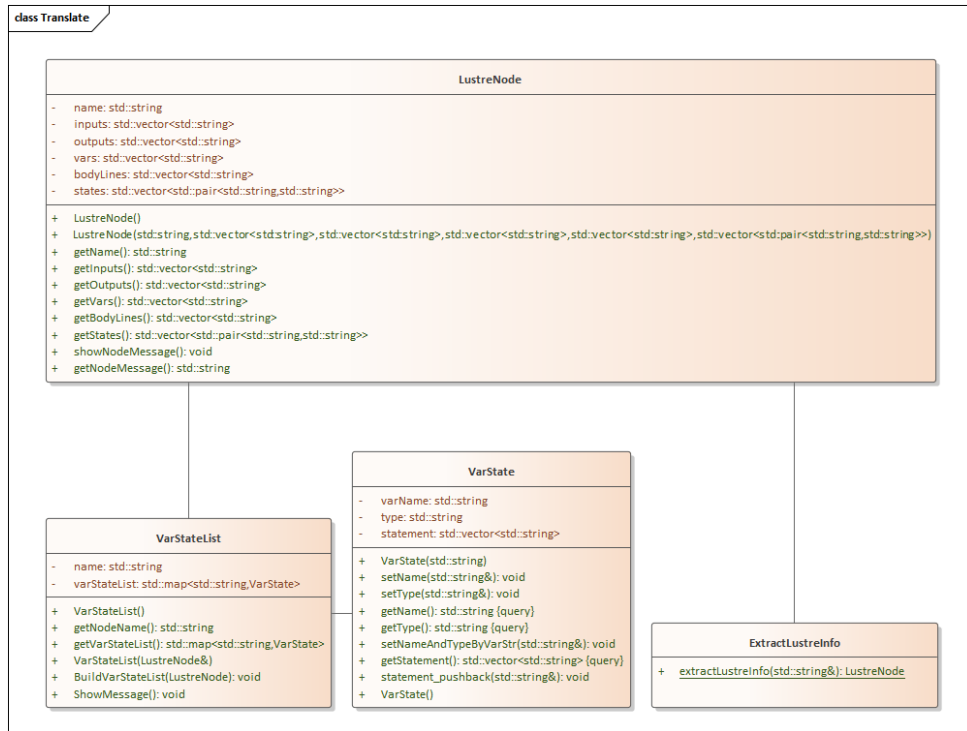 class Translate
LustreNode
- name: std::string
- inputs: std::vector<std::string>
- outputs: std::vector<std::string>
- vars: std::vector<std::string>
- bodyLines: std::vector<std::string>
- states: std::vector<std::pair<std::string,std::string>>
+ LustreNode()
+ LustreNode(std:string,std::vector<std::string>,std::vector<std::string>,std::vector<std::string>,std::vector<std::string>,std::vector<std:pair<std:string,std:string>>)
+ getName(): std::string
+ getInputs(): std::vector<std::string>
+ getOutputs(): std::vector<std::string>
+ getVars(): std::vector<std::string>
+ getBodyLines(): std::vector<std::string>
+ getStates(): std::vector<std::pair<std::string,std::string>>
+ showNodeMessage(): void
+ getNodeMessage(): std::string
VarStateList
- name: std::string
- varStateList: std::map<std::string,VarState>
+ VarStateList()
+ getNodeName(): std::string
+ getVarStateList(): std::map<std::string,VarState>
+ VarStateList(LustreNode&)
+ BuildVarStateList(LustreNode): void
+ ShowMessage(): void
VarState
- varName: std::string
- type: std::string
- statement: std::vector<std::string>
+ VarState(std::string)
+ setName(std::string&): void
+ setType(std::string&): void
+ getName(): std::string {query}
+ getType(): std::string {query}
+ setNameAndTypeByVarStr(std::string&): void
+ getStatement(): std::vector<std::string> {query}
+ statement_pushback(std::string&): void
+ VarState()
ExtractLustreInfo
+ extractLustreInfo(std::string&): LustreNode